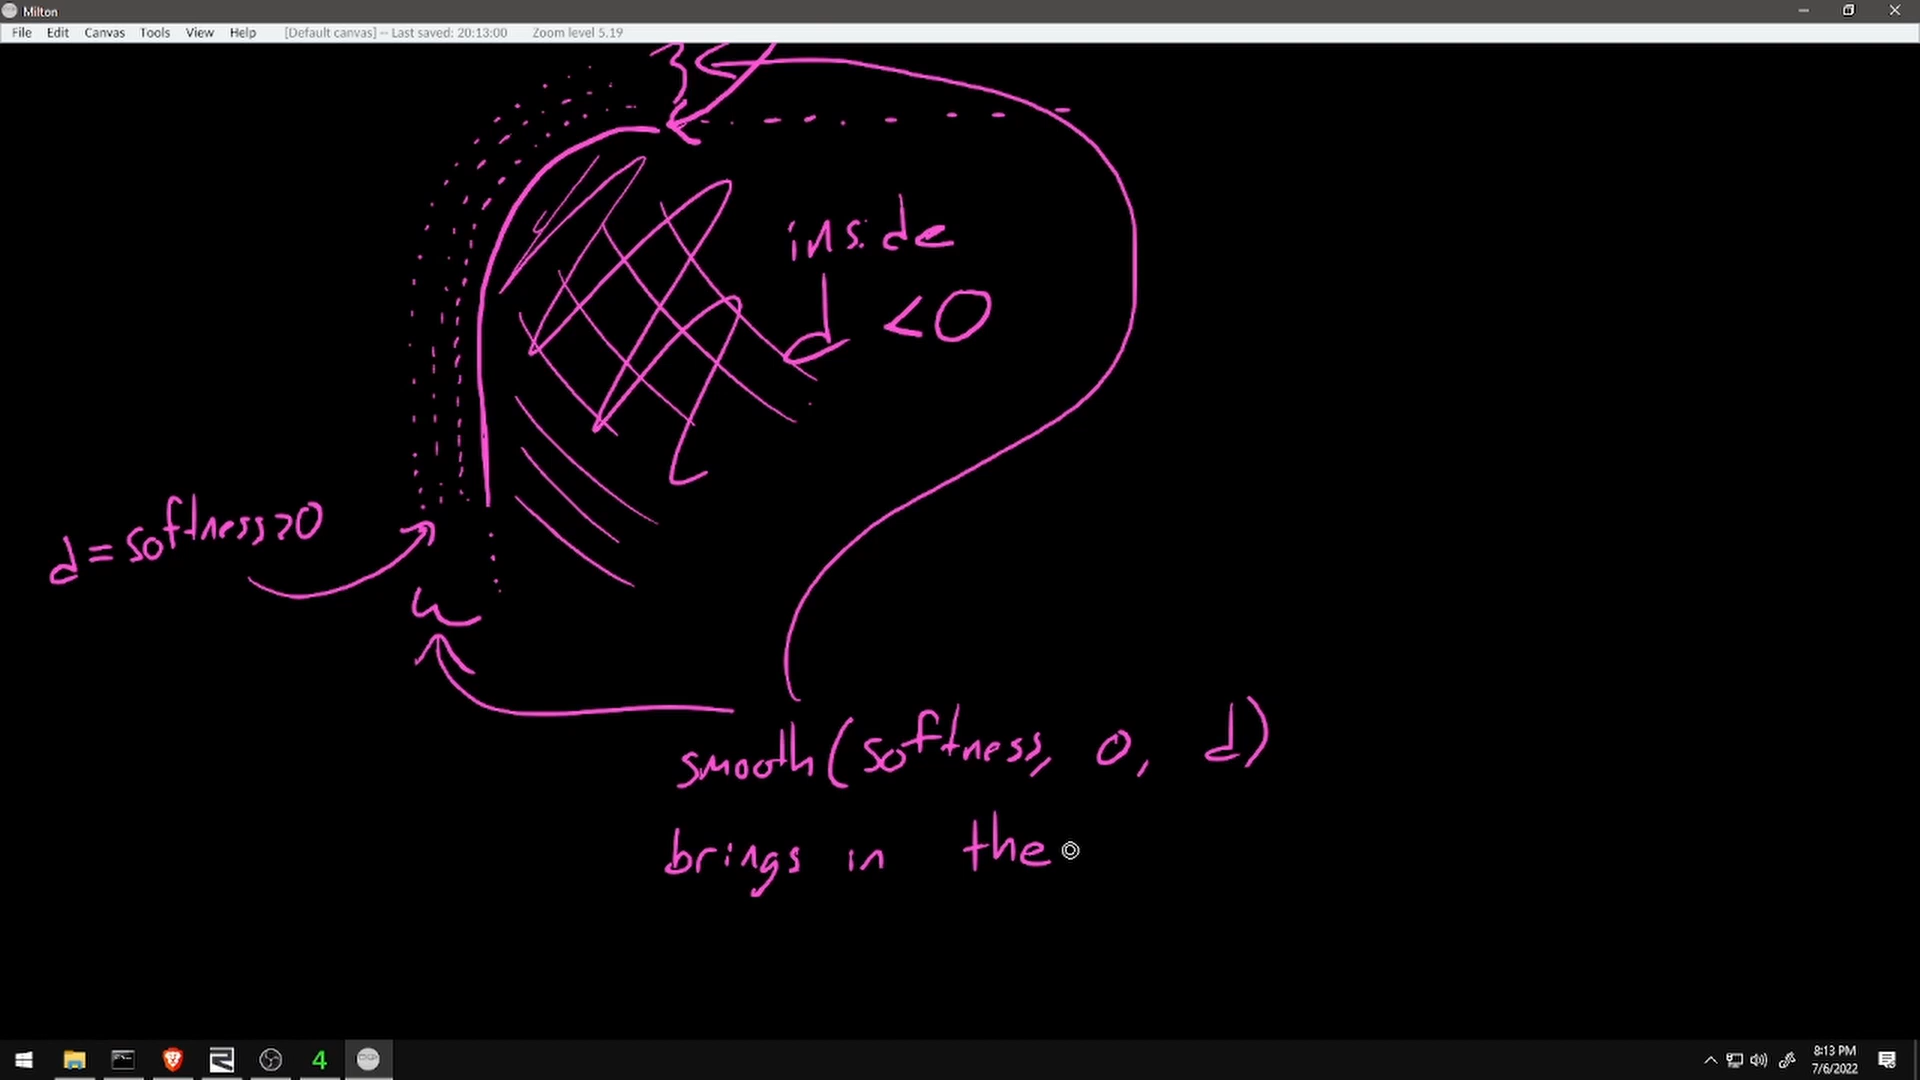 Milton
File Edit Canvas Tools View Help [Default canvas] -- Last saved: 20:13:00 Zoom level 5.19
inside
d <0
d = softness>0
smooth(softness, 0, d)
brings in the
4
8:13 PM
7/6/2022